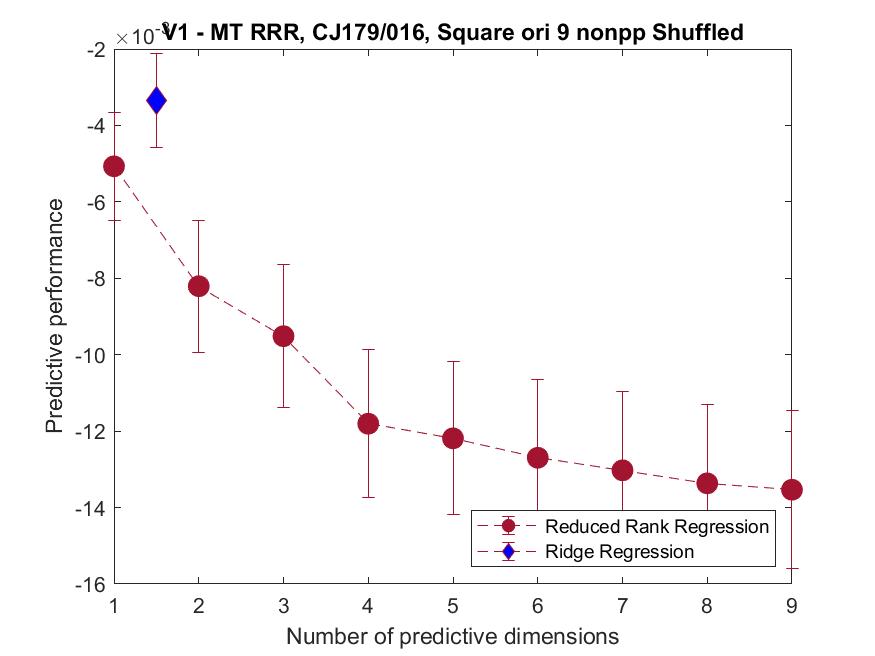 ×10-3
V1 - MT RRR, CJ179/016, Square ori 9 nonpp Shuffled
-2
-4
-6
-8
-10
-12
-14
-16
Predictive performance
1 2 3 4 5 6 7 8 9
Number of predictive dimensions
Reduced Rank Regression
Ridge Regression